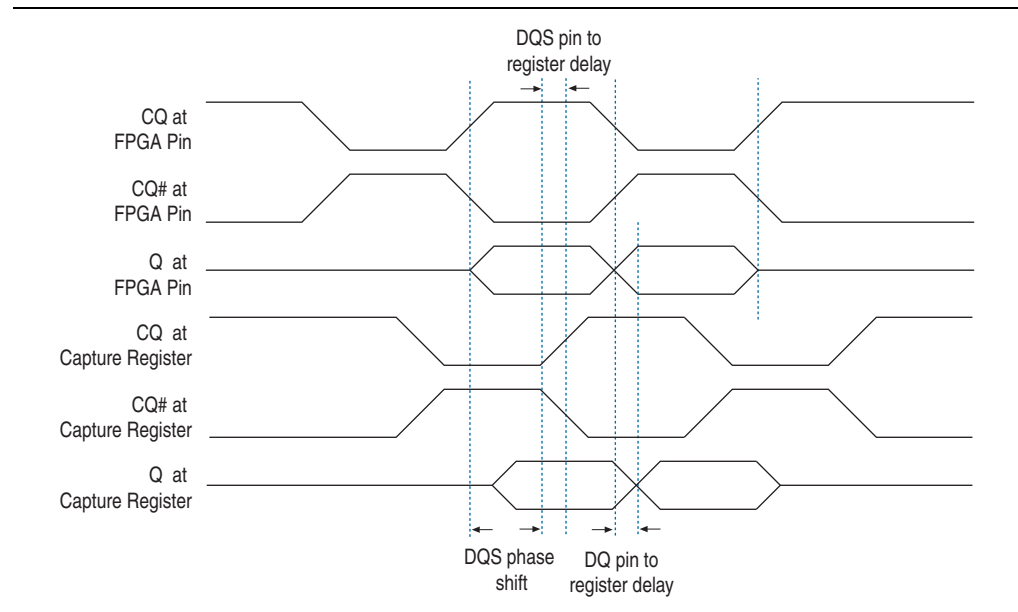 DQS pin to
register delay
CQ at
FPGA Pin
CQ# at
FPGA Pin
Q at
FPGA Pin
CQ at
Capture Register
CQ# at
Capture Register
Q at
Capture Register
DQS phase
shift
DQ pin to
register delay